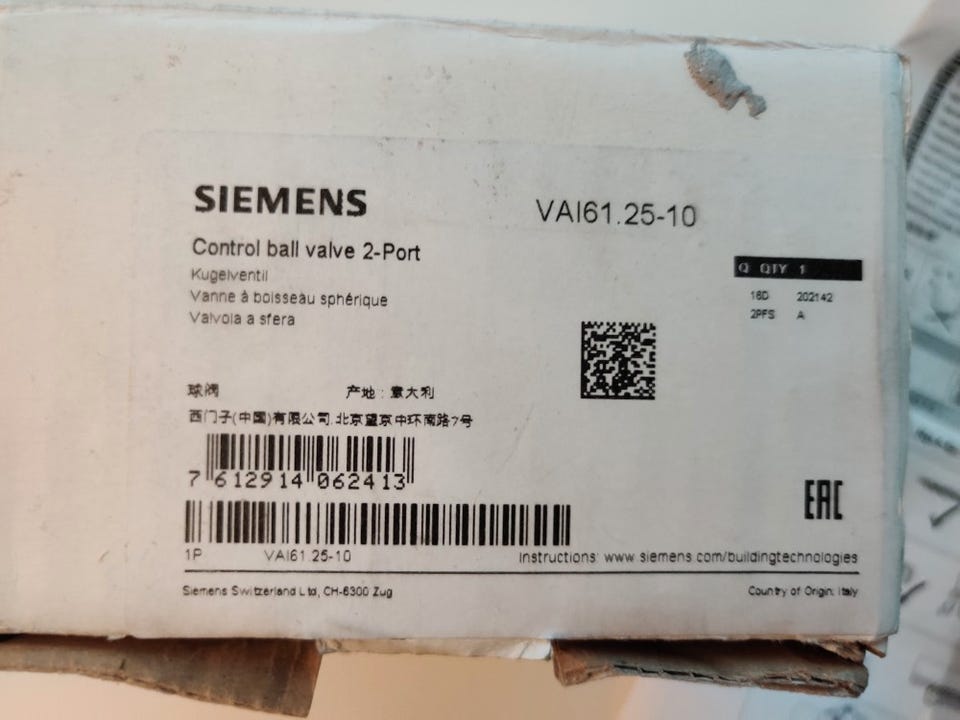 SIEMENS
VAI61.25-10
Control ball valve 2-Port
Kugelventil
Vanne à boisseau sphérique
Valvola a sfera
Q QTY 1
16D 202142
2PFS A
球阀 产地：意大利
西门子(中国)有限公司.北京望京中环南路7号
7 612914 062413
EAC
1P VAI61.25-10
Instructions: www.siemens.com/buildingtechnologies
Siemens Switzerland Ltd, CH-6300 Zug
Country of Origin: Italy